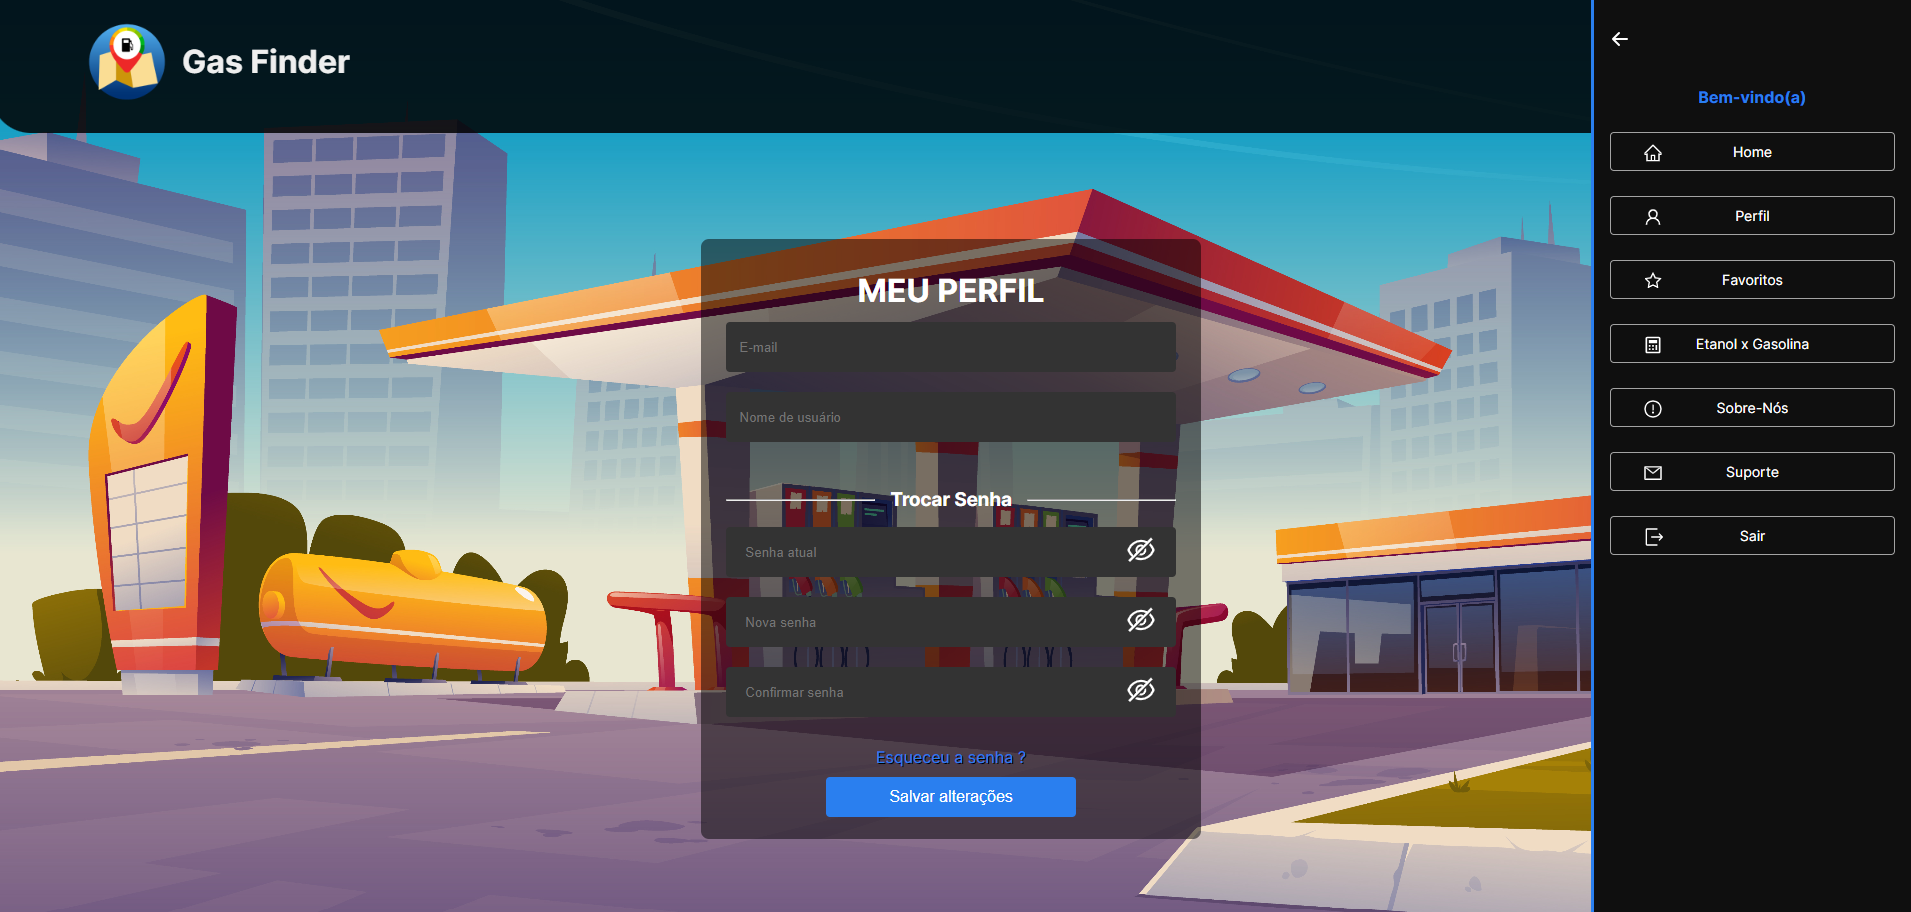 Gas Finder
MEU PERFIL
E-mail
Nome de usuário
Trocar Senha
Senha atual
Nova senha
Confirmar senha
Esqueceu a senha ?
Salvar alterações
Bem-vindo(a)
Home
Perfil
Favoritos
Etanol x Gasolina
Sobre-Nós
Suporte
Sair